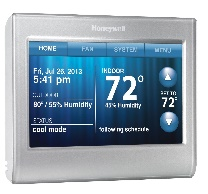 Honeywell
HOME FAN SYSTEM MENU
Fri, Jul 26, 2013
5:41 pm
OUTDOOR
80° / 55% Humidity
STATUS
cool mode
INDOOR
72°
45% Humidity
following schedule
SET TO
72°